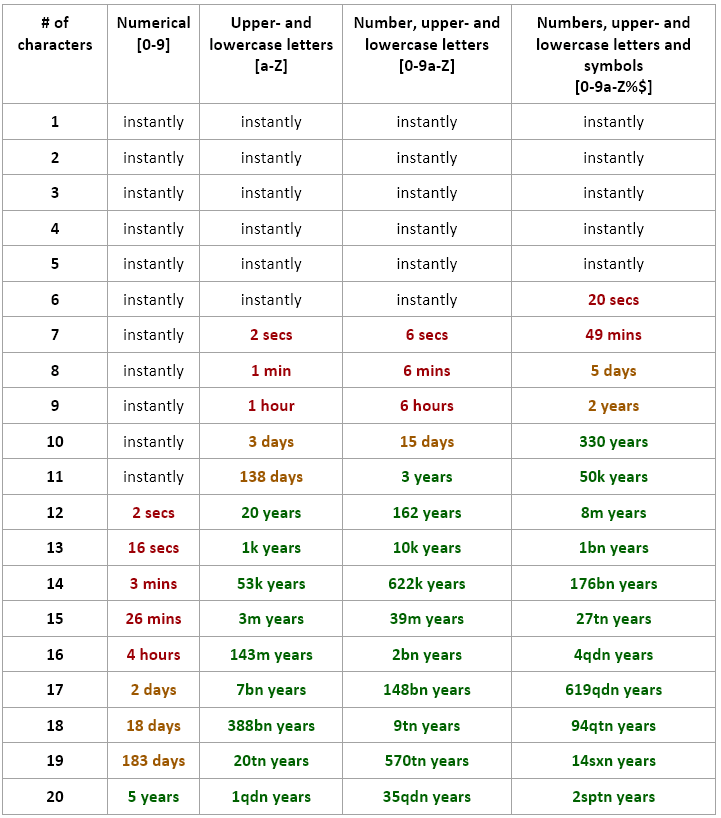 # of characters | Numerical [0-9] | Upper- and lowercase letters [a-Z] | Number, upper- and lowercase letters [0-9a-Z] | Numbers, upper- and lowercase letters and symbols [0-9a-Z%$]
1 | instantly | instantly | instantly | instantly
2 | instantly | instantly | instantly | instantly
3 | instantly | instantly | instantly | instantly
4 | instantly | instantly | instantly | instantly
5 | instantly | instantly | instantly | instantly
6 | instantly | instantly | instantly | 20 secs
7 | instantly | 2 secs | 6 secs | 49 mins
8 | instantly | 1 min | 6 mins | 5 days
9 | instantly | 1 hour | 6 hours | 2 years
10 | instantly | 3 days | 15 days | 330 years
11 | instantly | 138 days | 3 years | 50k years
12 | 2 secs | 20 years | 162 years | 8m years
13 | 16 secs | 1k years | 10k years | 1bn years
14 | 3 mins | 53k years | 622k years | 176bn years
15 | 26 mins | 3m years | 39m years | 27tn years
16 | 4 hours | 143m years | 2bn years | 4qdn years
17 | 2 days | 7bn years | 148bn years | 619qdn years
18 | 18 days | 388bn years | 9tn years | 94qtn years
19 | 183 days | 20tn years | 570tn years | 14sxn years
20 | 5 years | 1qdn years | 35qdn years | 2sptn years